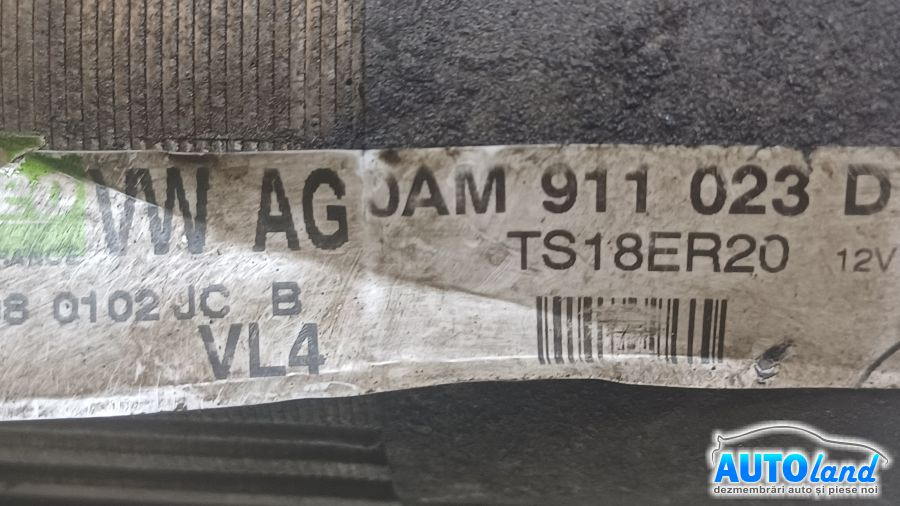 VW AG 0AM 911 023 D
TS18ER20 12V
0102 JC B
VL4
AUTOland
dezmembrări auto și piese noi